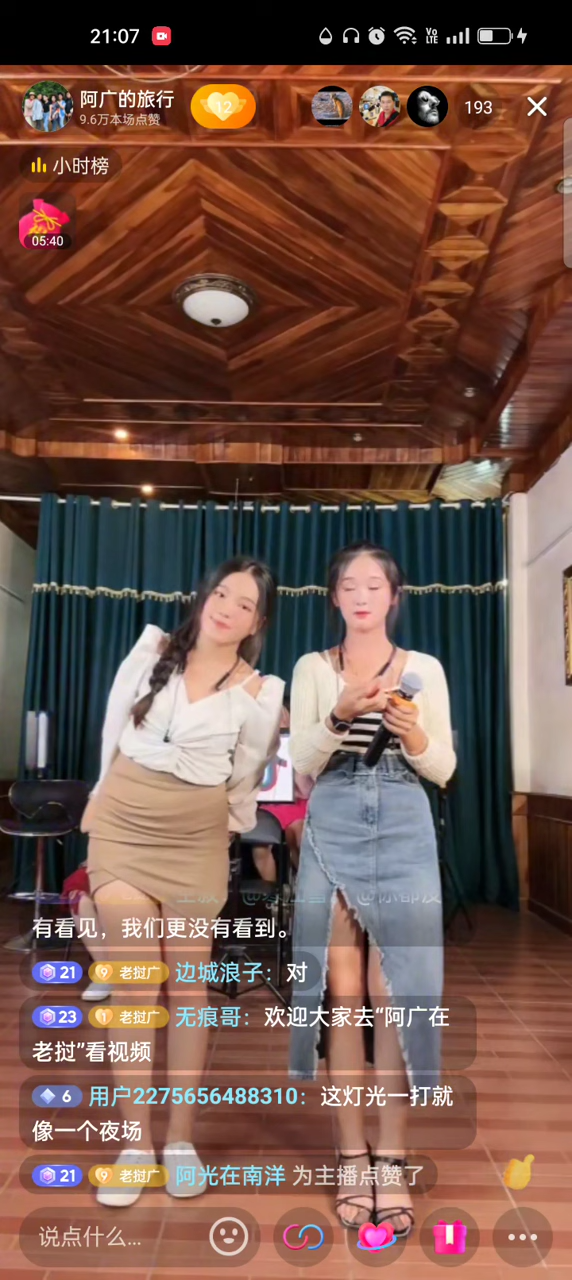 21:07
Vo
LTE
阿广的旅行
12
193
9.6万本场点赞
小时榜
05:40
有看见，我们更没有看到。
21 9 老挝广 边城浪子：对
23 1 老挝广 无痕哥：欢迎大家去“阿广在
老挝”看视频
6 用户2275656488310：这灯光一打就
像一个夜场
21 9 老挝广 阿光在南洋 为主播点赞了
说点什么...